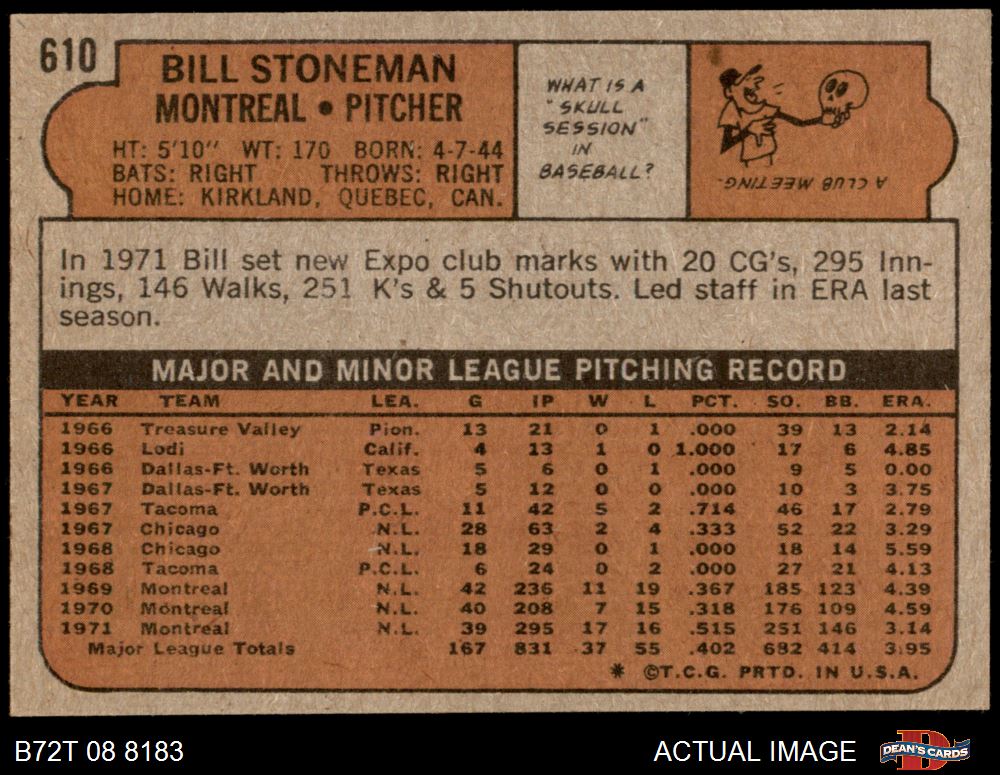 610
BILL STONEMAN
MONTREAL • PITCHER
HT: 5'10" WT: 170 BORN: 4-7-44
BATS: RIGHT THROWS: RIGHT
HOME: KIRKLAND, QUEBEC, CAN.
WHAT IS A
"SKULL
SESSION"
IN
BASEBALL?
A CLUB MEETING.
In 1971 Bill set new Expo club marks with 20 CG's, 295 Inn-
ings, 146 Walks, 251 K's & 5 Shutouts. Led staff in ERA last
season.
MAJOR AND MINOR LEAGUE PITCHING RECORD
YEAR TEAM LEA. G IP W L PCT. SO. BB. ERA.
1966 Treasure Valley Pion. 13 21 0 1 .000 39 13 2.14
1966 Lodi Calif. 4 13 1 0 1.000 17 6 4.85
1966 Dallas-Ft. Worth Texas 5 6 0 1 .000 9 5 0.00
1967 Dallas-Ft. Worth Texas 5 12 0 0 .000 10 3 3.75
1967 Tacoma P.C.L. 11 42 5 2 .714 46 17 2.79
1967 Chicago N.L. 28 63 2 4 .333 52 22 3.29
1968 Chicago N.L. 18 29 0 1 .000 18 14 5.59
1968 Tacoma P.C.L. 6 24 0 2 .000 27 21 4.13
1969 Montreal N.L. 42 236 11 19 .367 185 123 4.39
1970 Montreal N.L. 40 208 7 15 .318 176 109 4.59
1971 Montreal N.L. 39 295 17 16 .515 251 146 3.14
Major League Totals 167 831 37 55 .402 682 414 3.95
* ©T.C.G. PRTD. IN U.S.A.
B72T 08 8183
ACTUAL IMAGE
D
DEAN'S CARDS